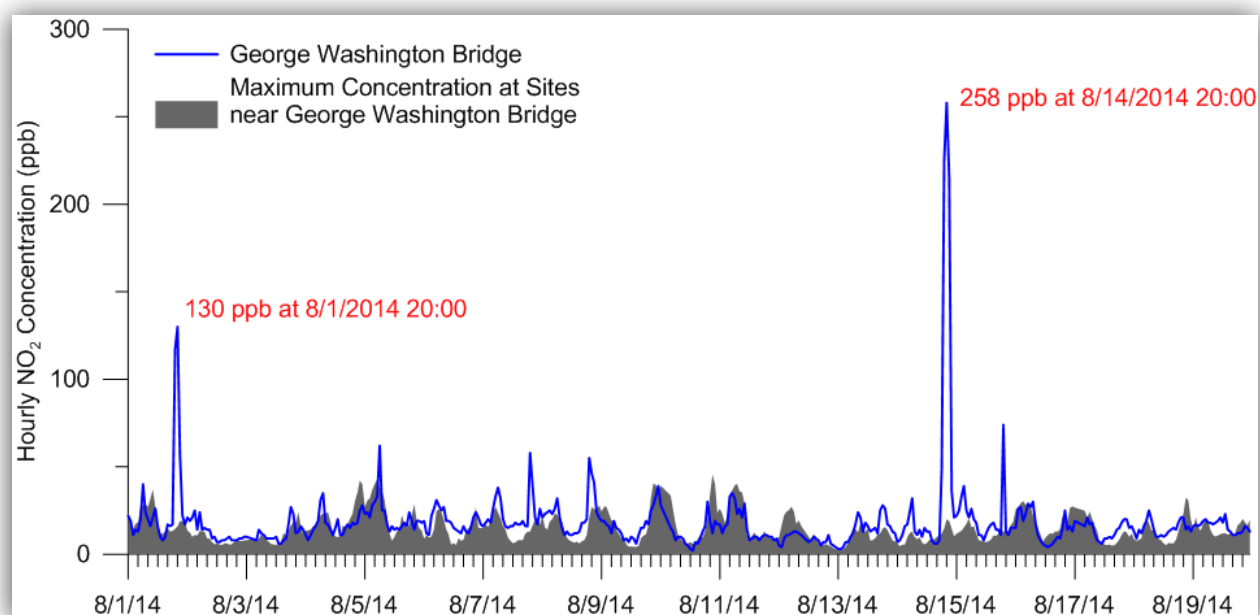 300
George Washington Bridge
Maximum Concentration at Sites
near George Washington Bridge
258 ppb at 8/14/2014 20:00
Hourly NO₂ Concentration (ppb)
200
130 ppb at 8/1/2014 20:00
100
0
8/1/14 8/3/14 8/5/14 8/7/14 8/9/14 8/11/14 8/13/14 8/15/14 8/17/14 8/19/14